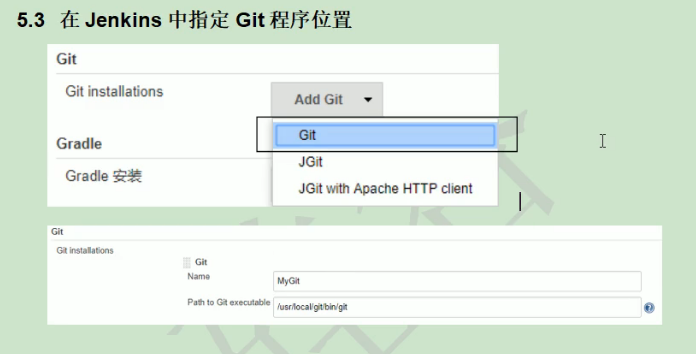 5.3 在 Jenkins 中指定 Git 程序位置
Git
Git installations
Add Git
Git
JGit
JGit with Apache HTTP client
Gradle
Gradle 安装
Git
Git installations
Git
Name
MyGit
Path to Git executable
/usr/local/git/bin/git